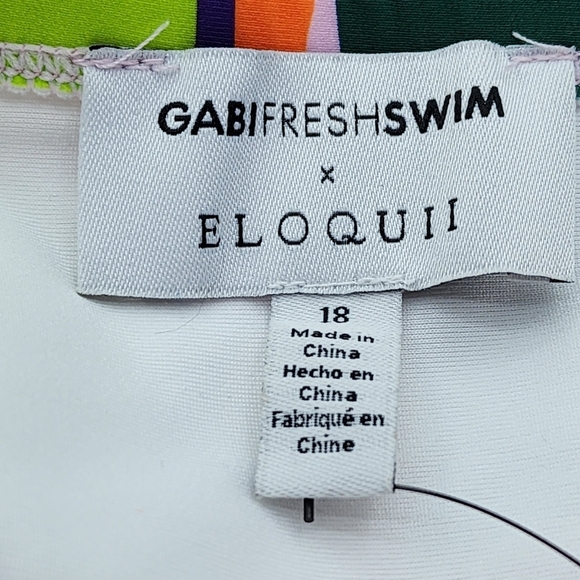 GABIFRESHSWIM
x
ELOQUII
18
Made in
China
Hecho en
China
Fabriqué en
Chine